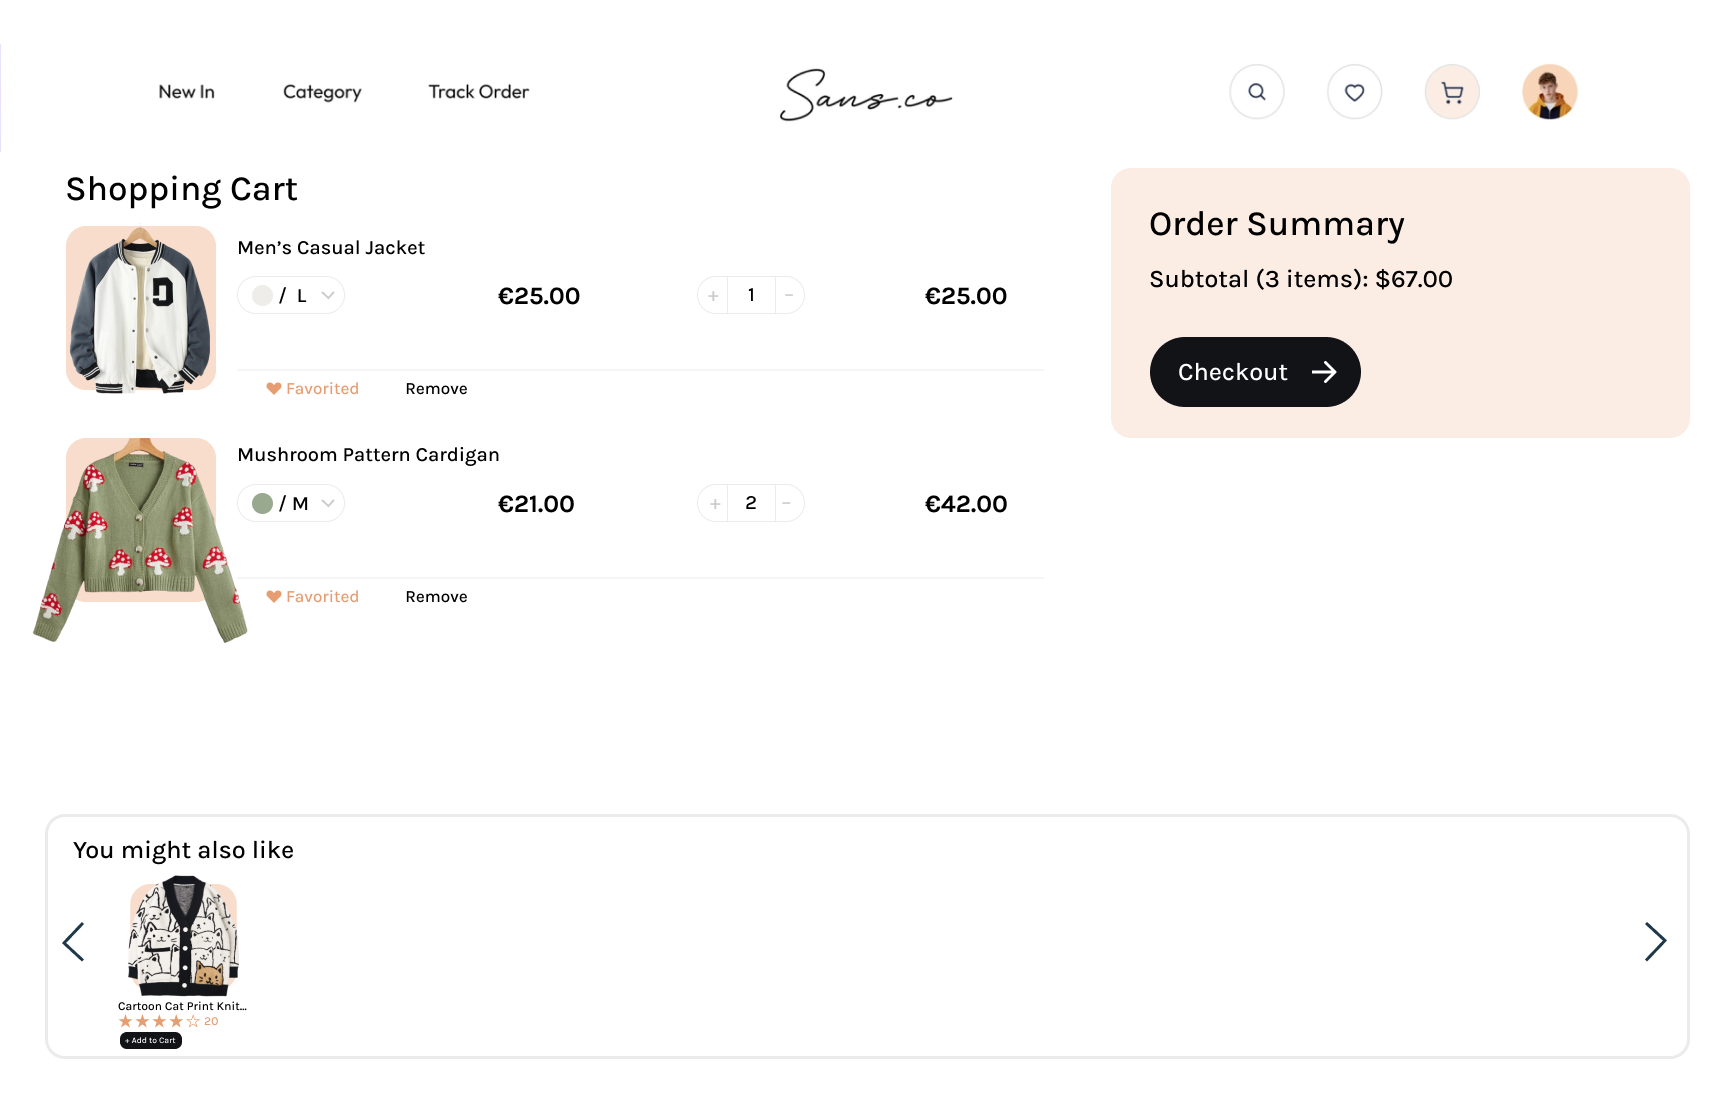 New In
Category
Track Order
Sans.co
Shopping Cart
Men’s Casual Jacket
/ L
€25.00
+ 1 -
€25.00
Favorited
Remove
Mushroom Pattern Cardigan
/ M
€21.00
+ 2 -
€42.00
Favorited
Remove
Order Summary
Subtotal (3 items): $67.00
Checkout
You might also like
Cartoon Cat Print Knit...
20
+ Add to Cart